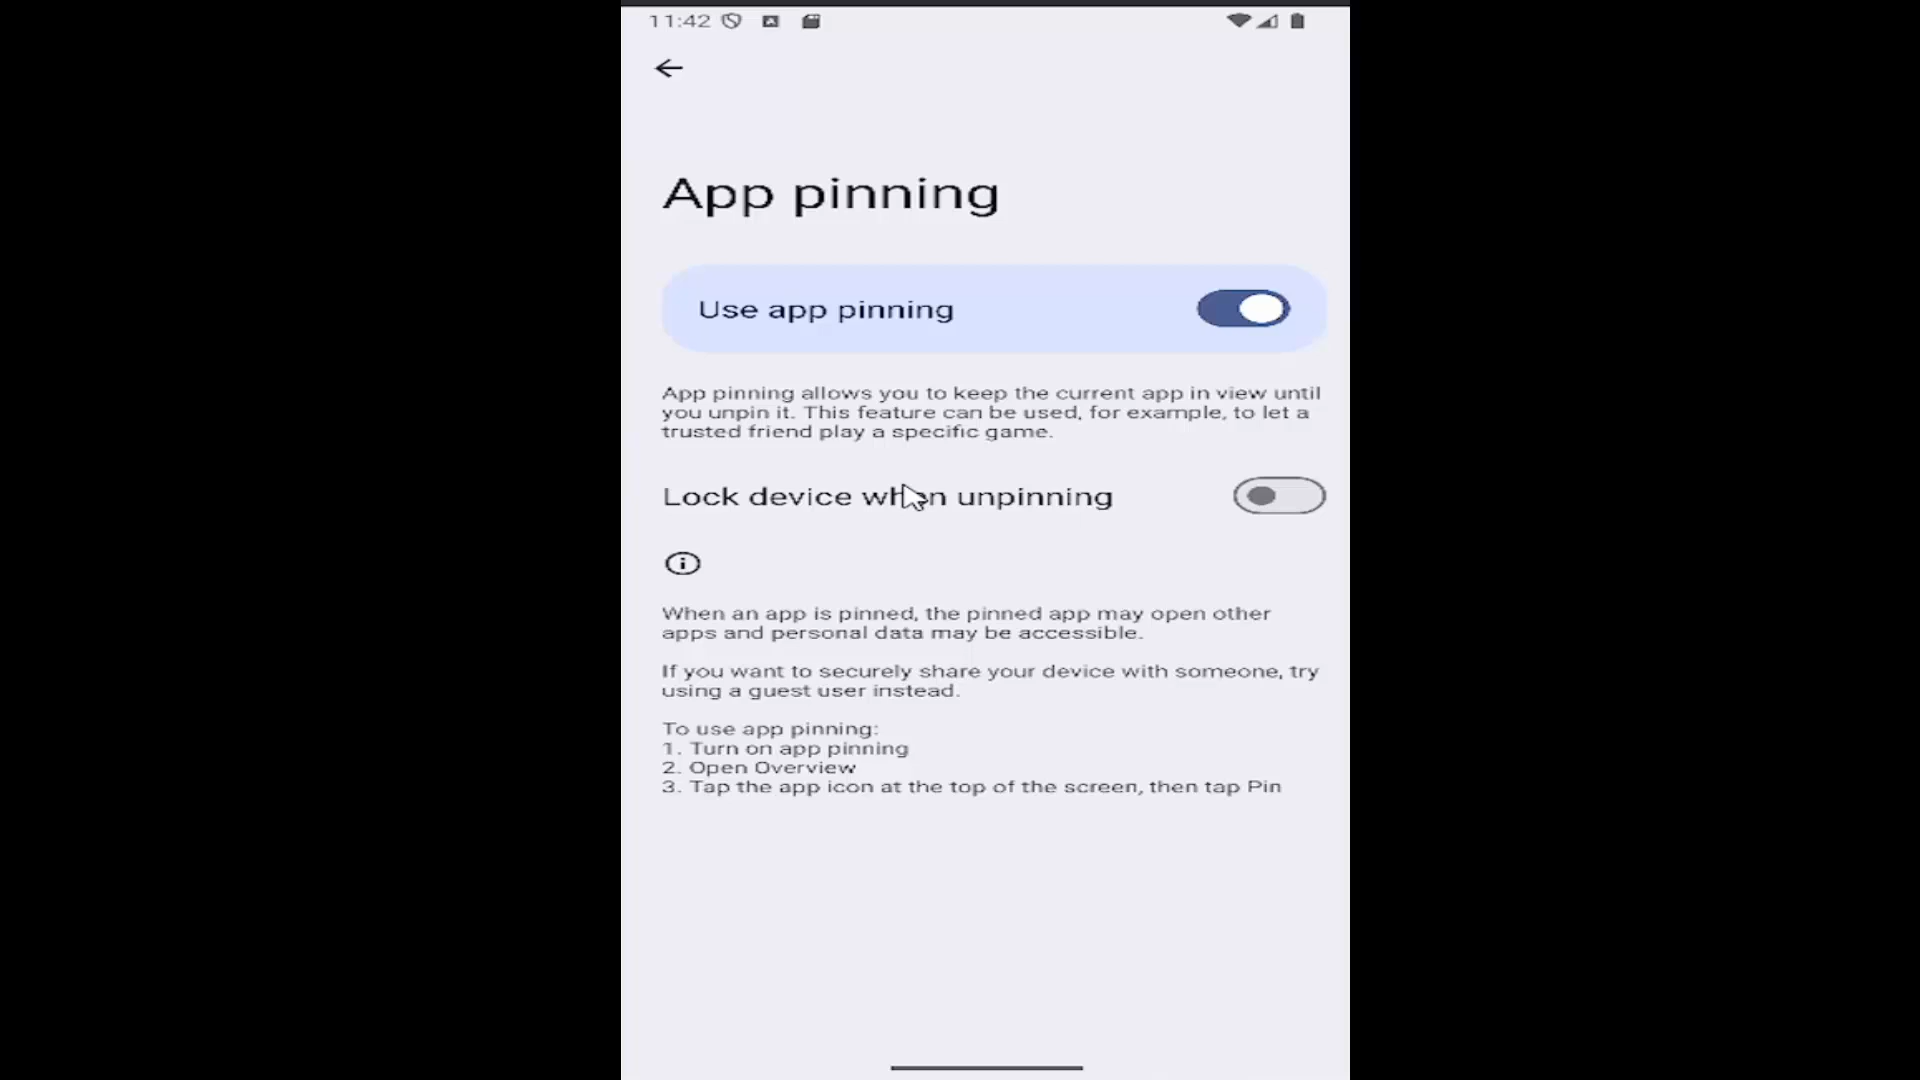 11:42
App pinning
Use app pinning
App pinning allows you to keep the current app in view until
you unpin it. This feature can be used, for example, to let a
trusted friend play a specific game.
Lock device when unpinning
When an app is pinned, the pinned app may open other
apps and personal data may be accessible.
If you want to securely share your device with someone, try
using a guest user instead.
To use app pinning:
1. Turn on app pinning
2. Open Overview
3. Tap the app icon at the top of the screen, then tap Pin